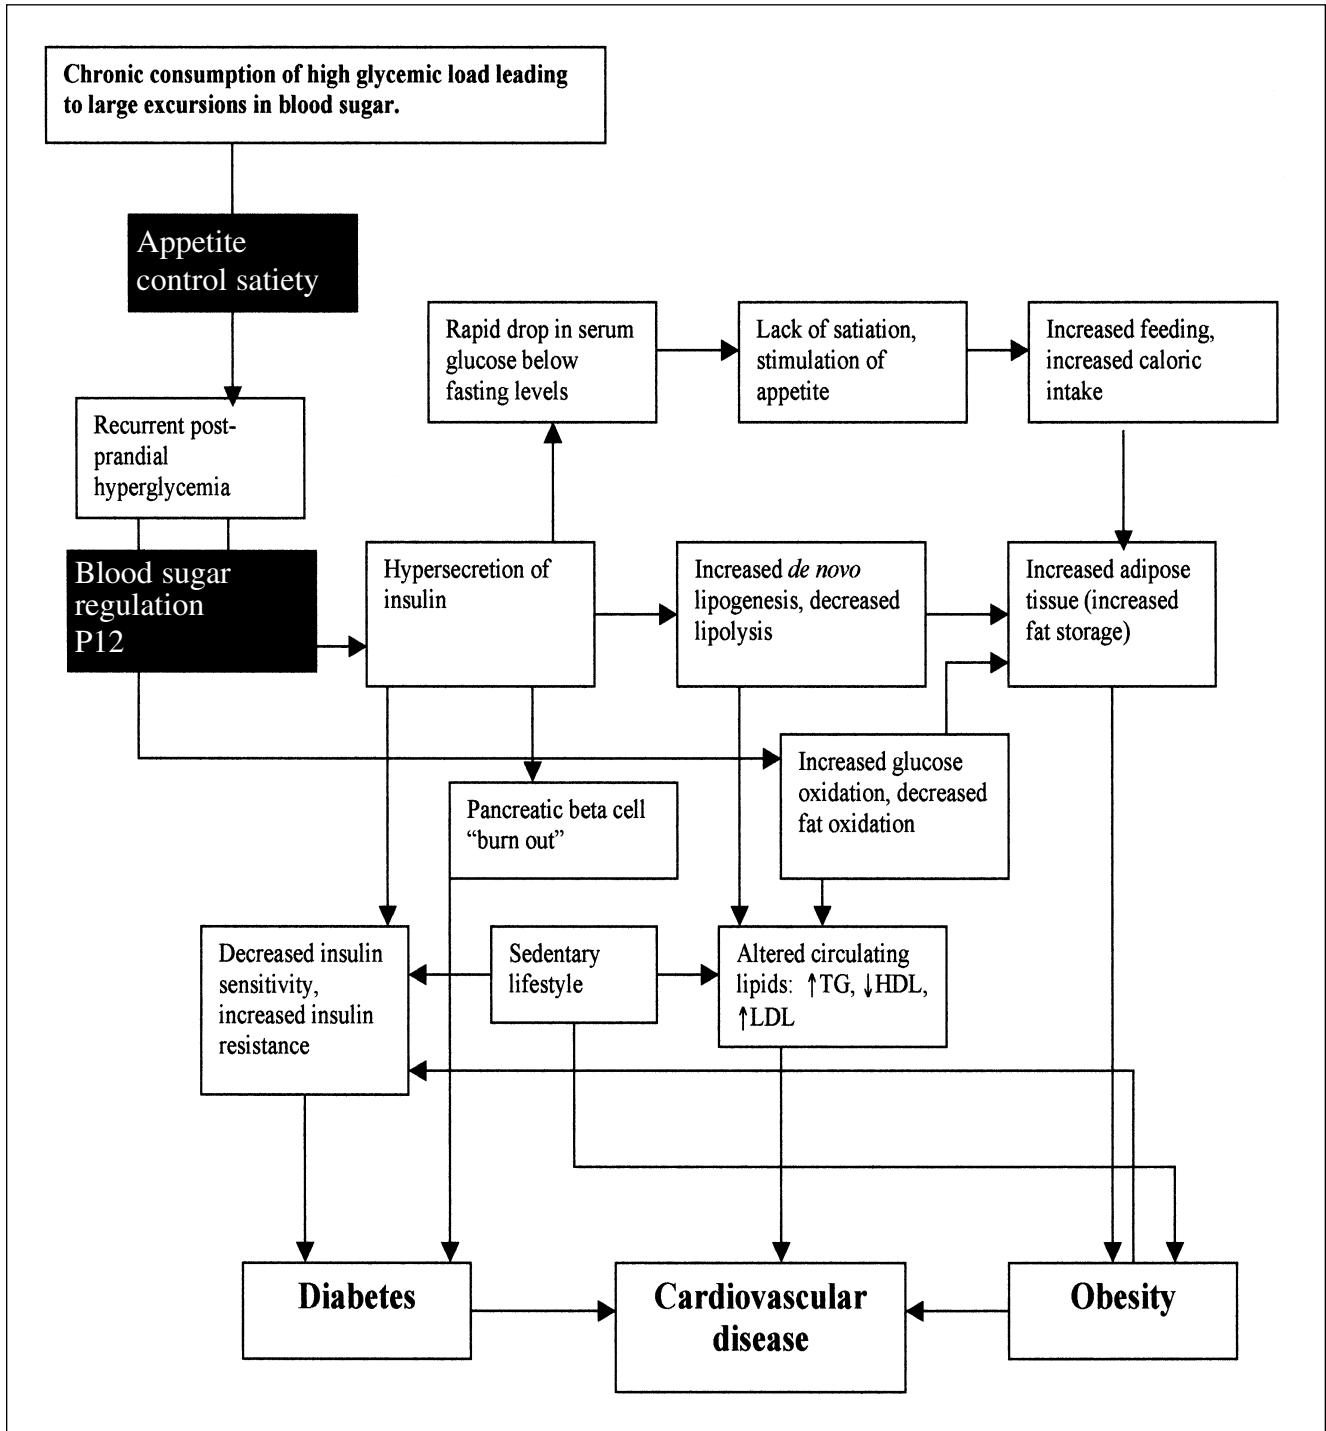 Chronic consumption of high glycemic load leading
to large excursions in blood sugar.
Appetite
control satiety
Rapid drop in serum
glucose below
fasting levels
Lack of satiation,
stimulation of
appetite
Increased feeding,
increased caloric
intake
Recurrent post-
prandial
hyperglycemia
Blood sugar
regulation
P12
Hypersecretion of
insulin
Increased de novo
lipogenesis, decreased
lipolysis
Increased adipose
tissue (increased
fat storage)
Increased glucose
oxidation, decreased
fat oxidation
Pancreatic beta cell
“burn out”
Decreased insulin
sensitivity,
increased insulin
resistance
Sedentary
lifestyle
Altered circulating
lipids: ↑TG, ↓HDL,
↑LDL
Diabetes
Cardiovascular
disease
Obesity